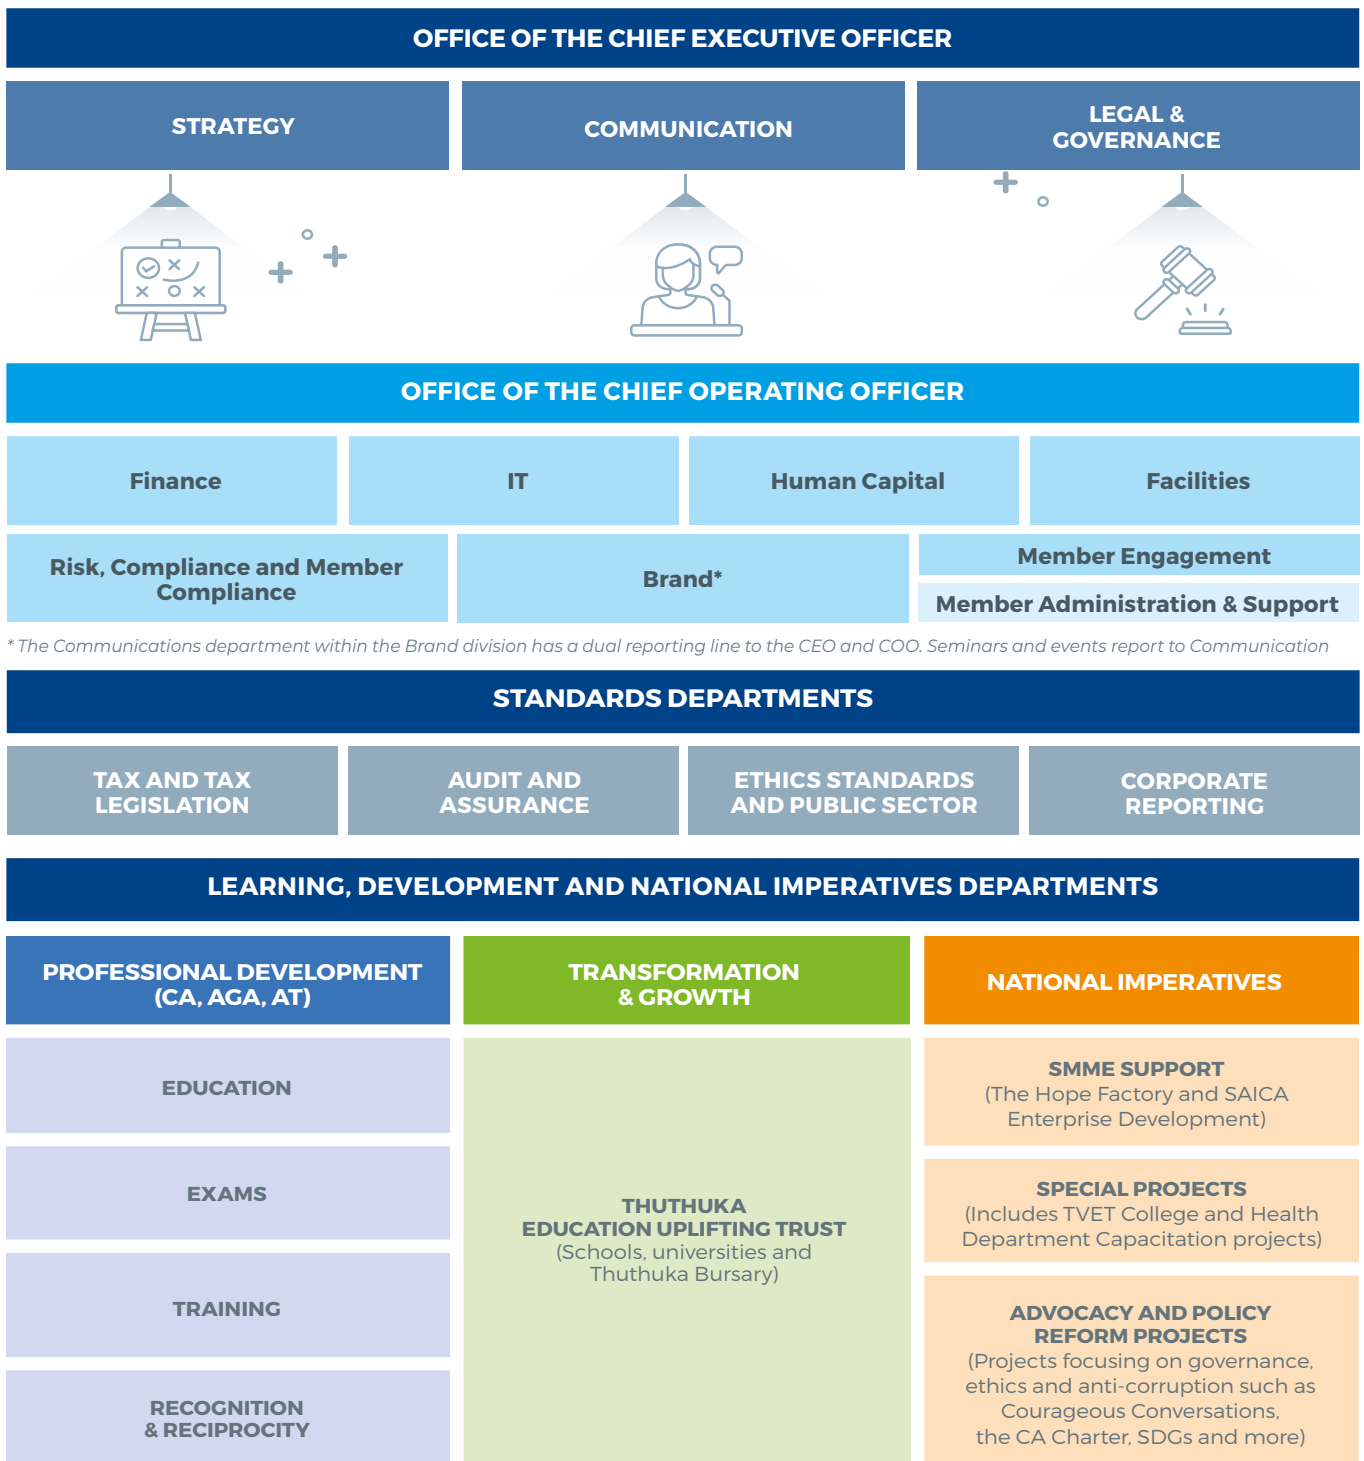 OFFICE OF THE CHIEF EXECUTIVE OFFICER
STRATEGY
COMMUNICATION
LEGAL &
GOVERNANCE
OFFICE OF THE CHIEF OPERATING OFFICER
Finance
IT
Human Capital
Facilities
Risk, Compliance and Member
Compliance
Brand*
Member Engagement
Member Administration & Support
* The Communications department within the Brand division has a dual reporting line to the CEO and COO. Seminars and events report to Communication
STANDARDS DEPARTMENTS
TAX AND TAX
LEGISLATION
AUDIT AND
ASSURANCE
ETHICS STANDARDS
AND PUBLIC SECTOR
CORPORATE
REPORTING
LEARNING, DEVELOPMENT AND NATIONAL IMPERATIVES DEPARTMENTS
PROFESSIONAL DEVELOPMENT
(CA, AGA, AT)
EDUCATION
EXAMS
TRAINING
RECOGNITION
& RECIPROCITY
TRANSFORMATION
& GROWTH
THUTHUKA
EDUCATION UPLIFTING TRUST
(Schools, universities and
Thuthuka Bursary)
NATIONAL IMPERATIVES
SMME SUPPORT
(The Hope Factory and SAICA
Enterprise Development)
SPECIAL PROJECTS
(Includes TVET College and Health
Department Capacitation projects)
ADVOCACY AND POLICY
REFORM PROJECTS
(Projects focusing on governance,
ethics and anti-corruption such as
Courageous Conversations,
the CA Charter, SDGs and more)